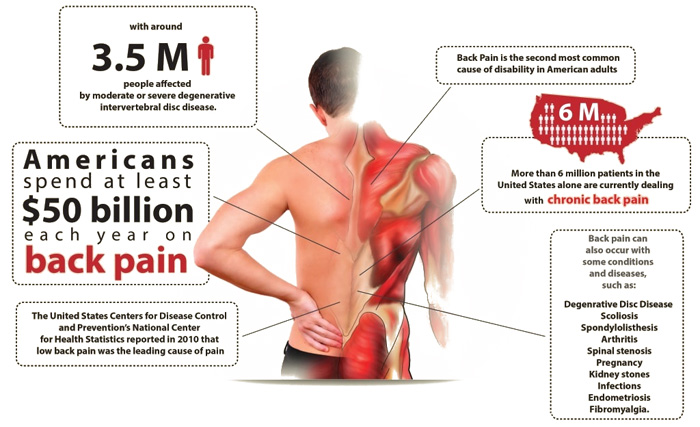 with around
3.5 M
people affected
by moderate or severe degenerative
intervertebral disc disease.
Americans
spend at least
$50 billion
each year on
back pain
The United States Centers for Disease Control
and Prevention's National Center
for Health Statistics reported in 2010 that
low back pain was the leading cause of pain
Back Pain is the second most common
cause of disability in American adults
6 M
More than 6 million patients in the
United States alone are currently dealing
with chronic back pain
Back pain can
also occur with
some conditions
and diseases,
such as:
Degenrative Disc Disease
Scoliosis
Spondylolisthesis
Arthritis
Spinal stenosis
Pregnancy
Kidney stones
Infections
Endometriosis
Fibromyalgia.